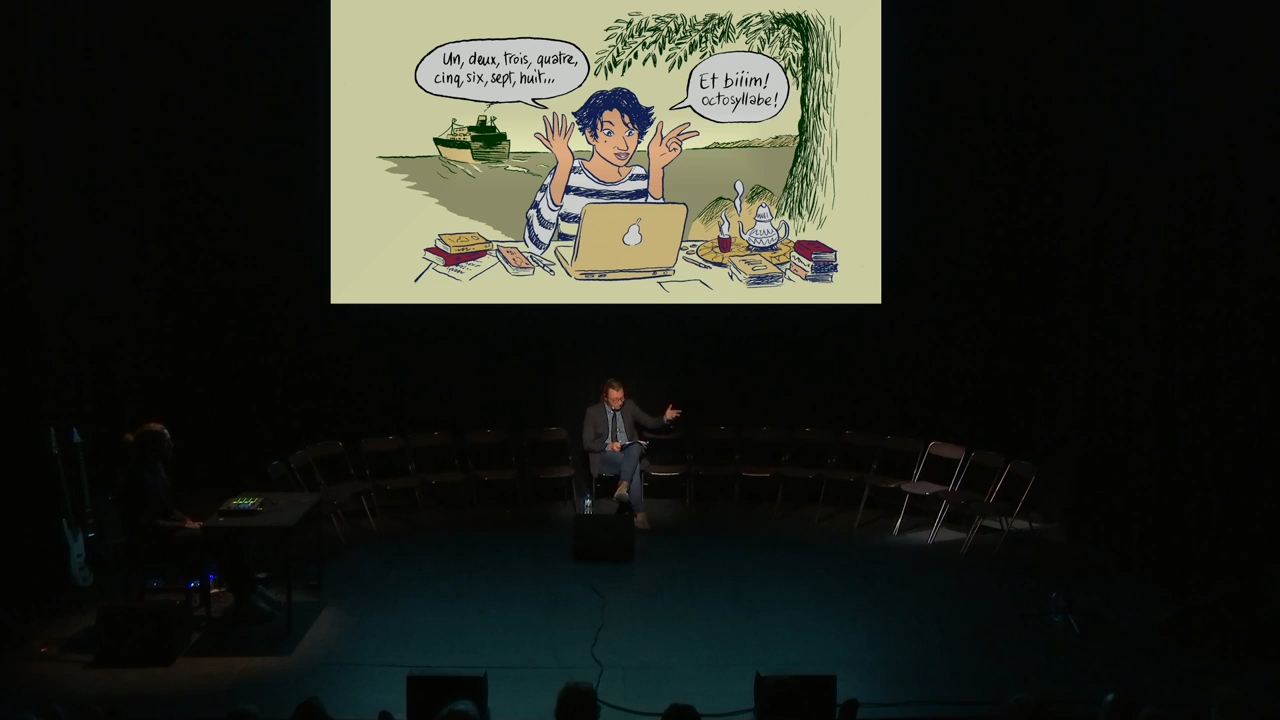 Un, deux, trois, quatre,
cinq, six, sept, huit...
Et biiim!
octosyllabe!